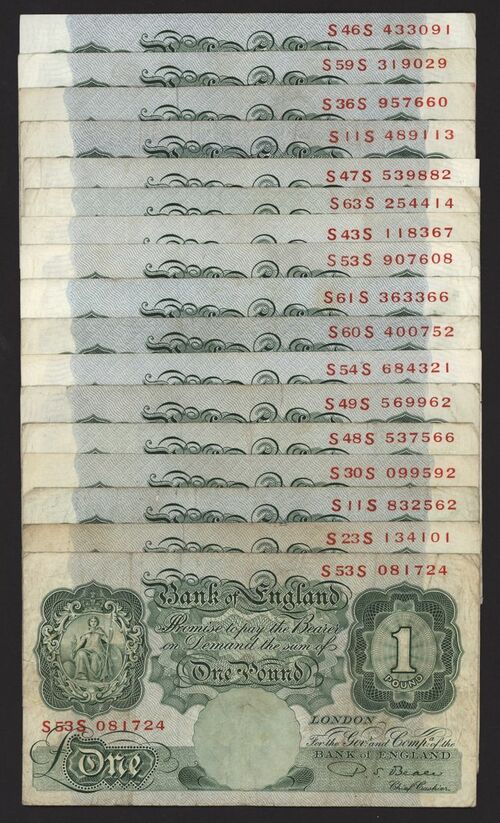 S46S 433091
S59S 319029
S36S 957660
S11S 489113
S47S 539882
S63S 254414
S43S 118367
S53S 907608
S61S 363366
S60S 400752
S54S 684321
S49S 569962
S48S 537566
S30S 099592
S11S 832562
S23S 134101
S53S 081724
Bank of England
Promise to pay the Bearer
on Demand the sum of
One Pound
1
POUND
S53S 081724
LONDON
For the Govr. and Compa. of the
BANK OF ENGLAND
£One
Chief Cashier